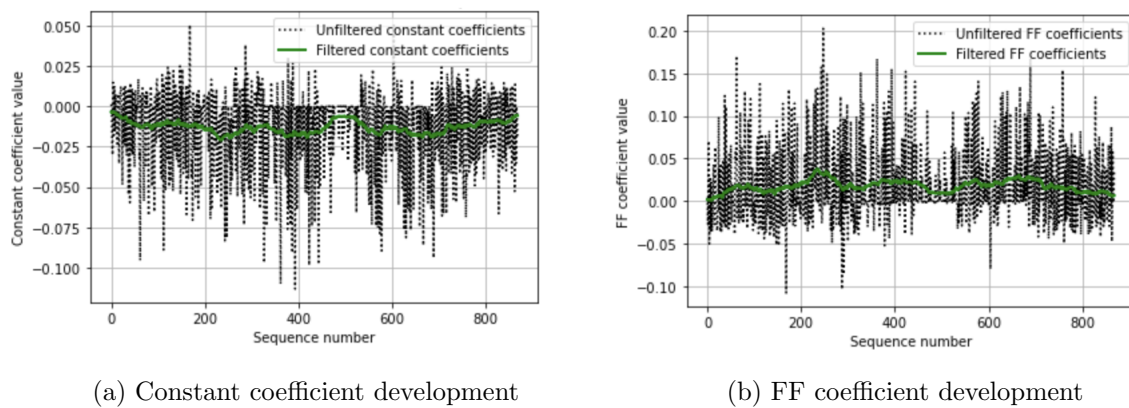 0.050
0.025
0.000
−0.025
−0.050
−0.075
−0.100
Constant coefficient value
Unfiltered constant coefficients
Filtered constant coefficients
0
200
400
600
800
Sequence number
(a) Constant coefficient development
0.20
0.15
0.10
0.05
0.00
−0.05
−0.10
FF coefficient value
Unfiltered FF coefficients
Filtered FF coefficients
0
200
400
600
800
Sequence number
(b) FF coefficient development